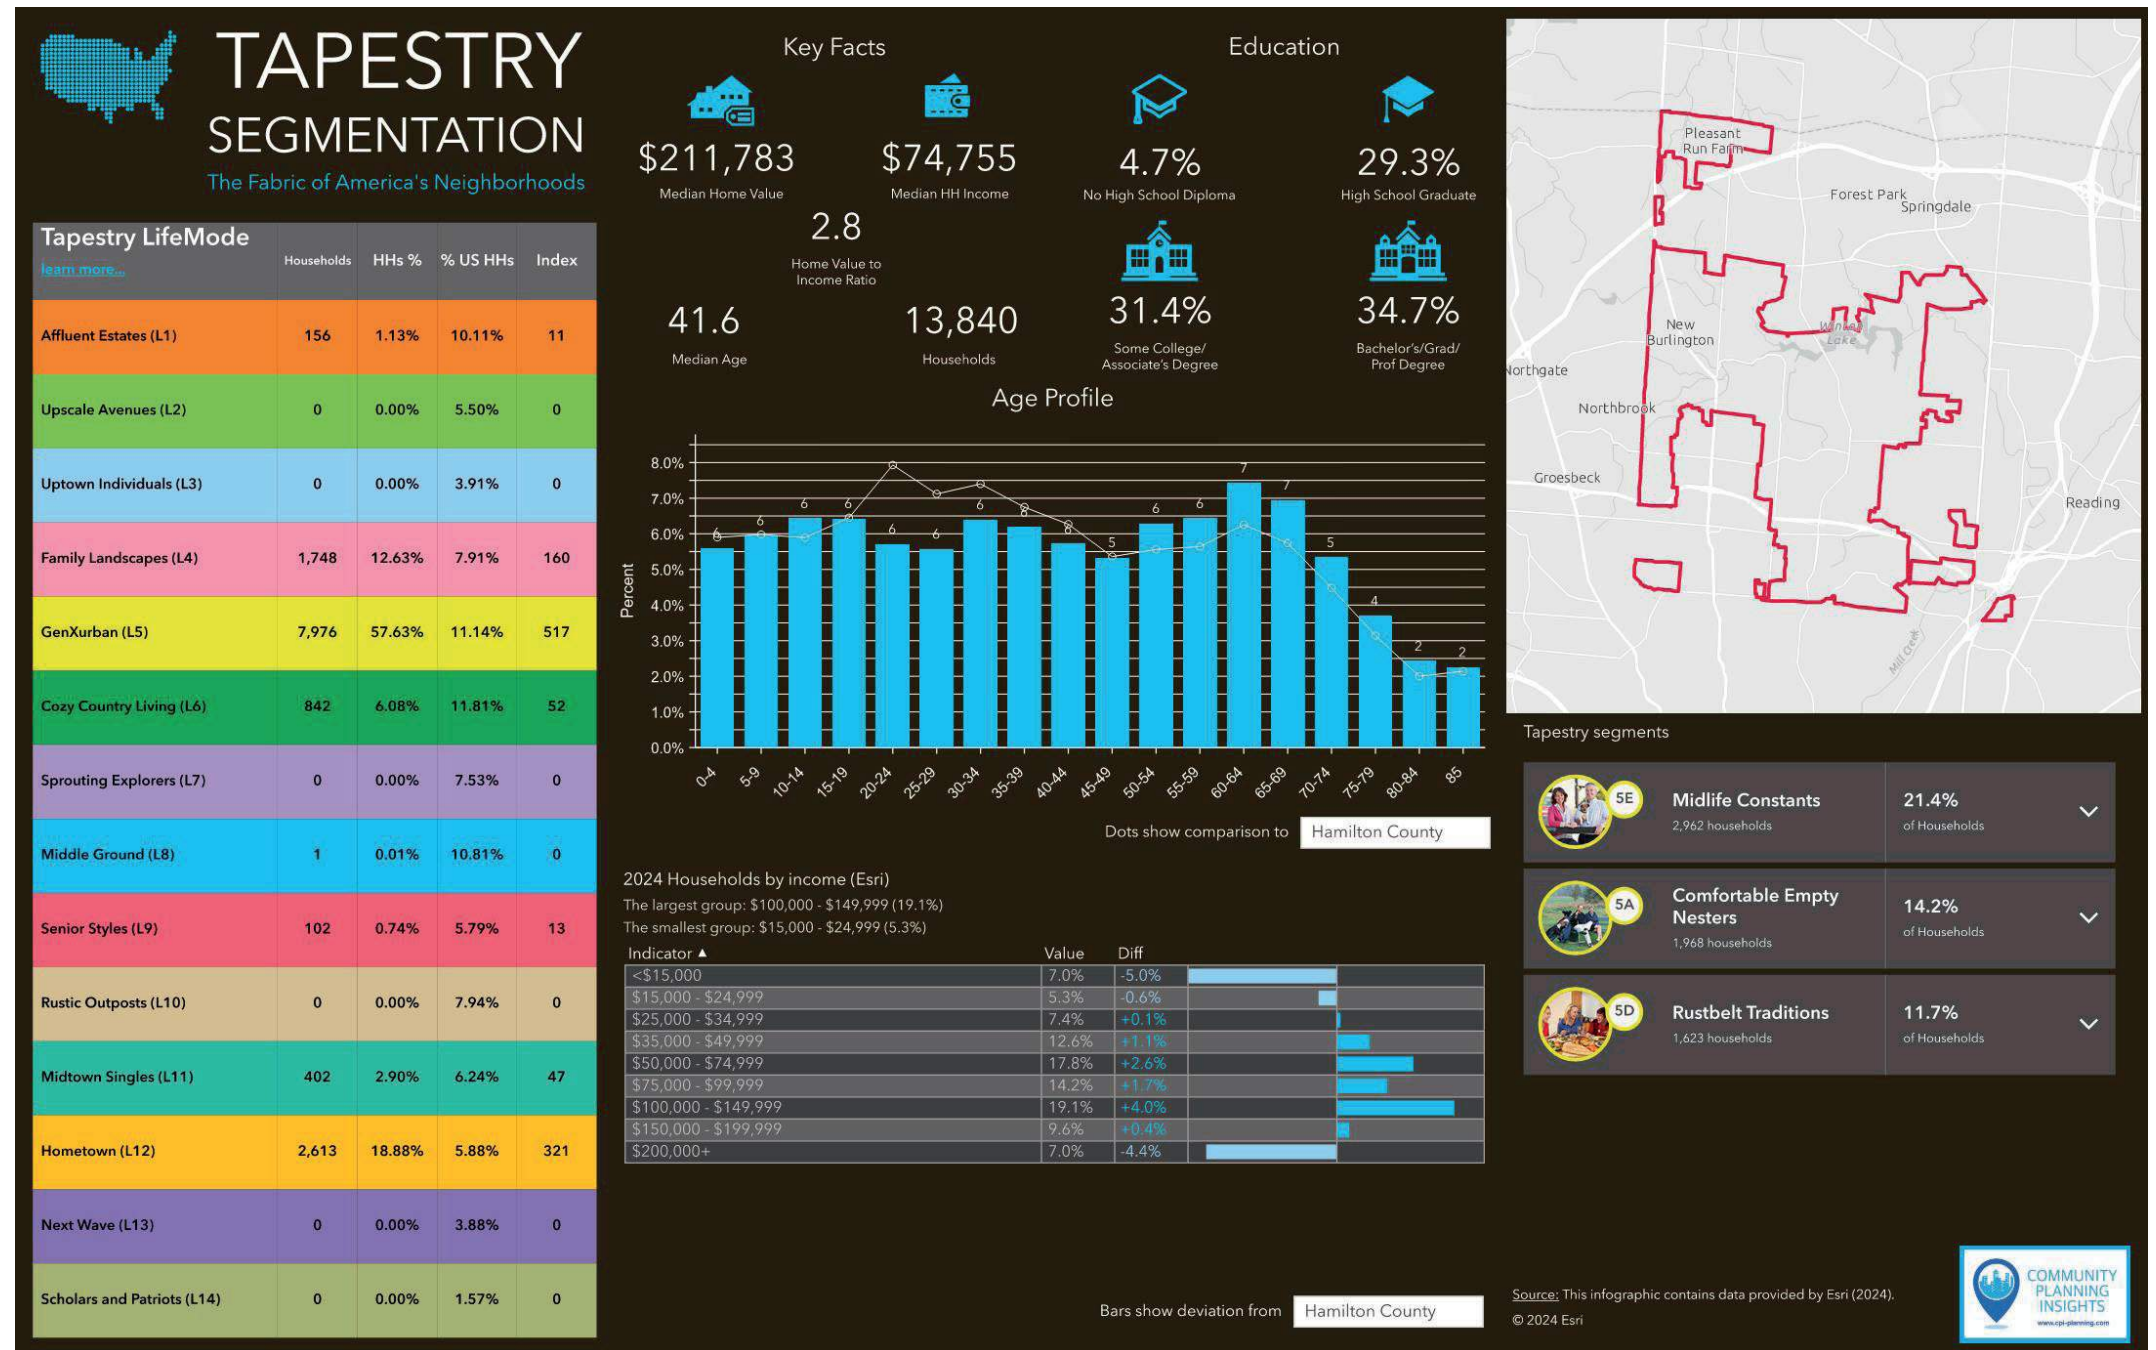 TAPESTRY
SEGMENTATION
The Fabric of America's Neighborhoods
Tapestry LifeMode
learn more...
Households HHs % % US HHs Index
Affluent Estates (L1) 156 1.13% 10.11% 11
Upscale Avenues (L2) 0 0.00% 5.50% 0
Uptown Individuals (L3) 0 0.00% 3.91% 0
Family Landscapes (L4) 1,748 12.63% 7.91% 160
GenXurban (L5) 7,976 57.63% 11.14% 517
Cozy Country Living (L6) 842 6.08% 11.81% 52
Sprouting Explorers (L7) 0 0.00% 7.53% 0
Middle Ground (L8) 1 0.01% 10.81% 0
Senior Styles (L9) 102 0.74% 5.79% 13
Rustic Outposts (L10) 0 0.00% 7.94% 0
Midtown Singles (L11) 402 2.90% 6.24% 47
Hometown (L12) 2,613 18.88% 5.88% 321
Next Wave (L13) 0 0.00% 3.88% 0
Scholars and Patriots (L14) 0 0.00% 1.57% 0
Key Facts
$211,783
Median Home Value
$74,755
Median HH Income
2.8
Home Value to
Income Ratio
41.6
Median Age
13,840
Households
Education
4.7%
No High School Diploma
29.3%
High School Graduate
31.4%
Some College/
Associate's Degree
34.7%
Bachelor's/Grad/
Prof Degree
Age Profile
Percent
8.0%
7.0%
6.0%
5.0%
4.0%
3.0%
2.0%
1.0%
0.0%
6 6 6 6 6 6 6 6 6 5 6 6 7 7 5 4 2 2
0-4 5-9 10-14 15-19 20-24 25-29 30-34 35-39 40-44 45-49 50-54 55-59 60-64 65-69 70-74 75-79 80-84 85
Dots show comparison to Hamilton County
2024 Households by income (Esri)
The largest group: $100,000 - $149,999 (19.1%)
The smallest group: $15,000 - $24,999 (5.3%)
Indicator ▲ Value Diff
<$15,000 7.0% -5.0%
$15,000 - $24,999 5.3% -0.6%
$25,000 - $34,999 7.4% +0.1%
$35,000 - $49,999 12.6% +1.1%
$50,000 - $74,999 17.8% +2.6%
$75,000 - $99,999 14.2% +1.7%
$100,000 - $149,999 19.1% +4.0%
$150,000 - $199,999 9.6% +0.4%
$200,000+ 7.0% -4.4%
Bars show deviation from Hamilton County
Pleasant
Run Farm
Forest Park
Springdale
New
Burlington
Winton
Lake
Northgate
Northbrook
Groesbeck
Reading
Mill Creek
Tapestry segments
5E
Midlife Constants
2,962 households
21.4%
of Households
5A
Comfortable Empty
Nesters
1,968 households
14.2%
of Households
5D
Rustbelt Traditions
1,623 households
11.7%
of Households
Source: This infographic contains data provided by Esri (2024).
© 2024 Esri
COMMUNITY
PLANNING
INSIGHTS
www.cpi-planning.com